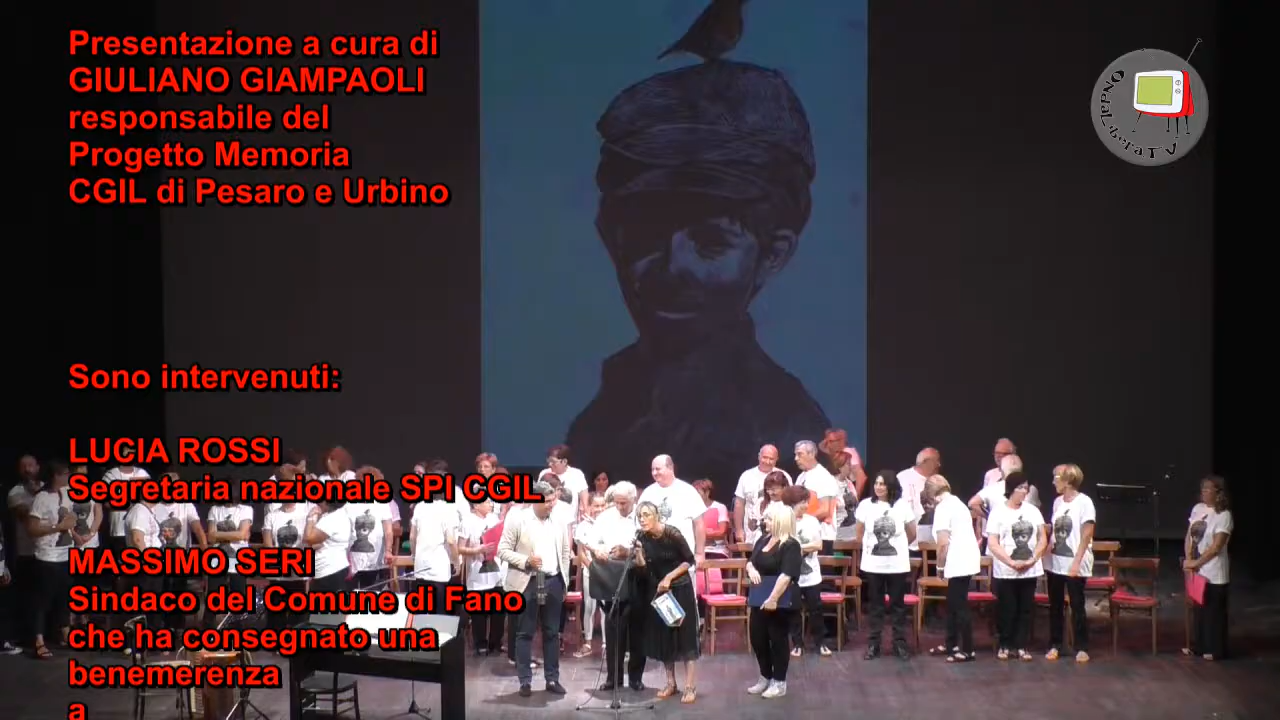 Presentazione a cura di
GIULIANO GIAMPAOLI
responsabile del
Progetto Memoria
CGIL di Pesaro e Urbino
Sono intervenuti:
LUCIA ROSSI
Segretaria nazionale SPI CGIL
MASSIMO SERI
Sindaco del Comune di Fano
che ha consegnato una
benemerenza
a
OndaLiberaTV